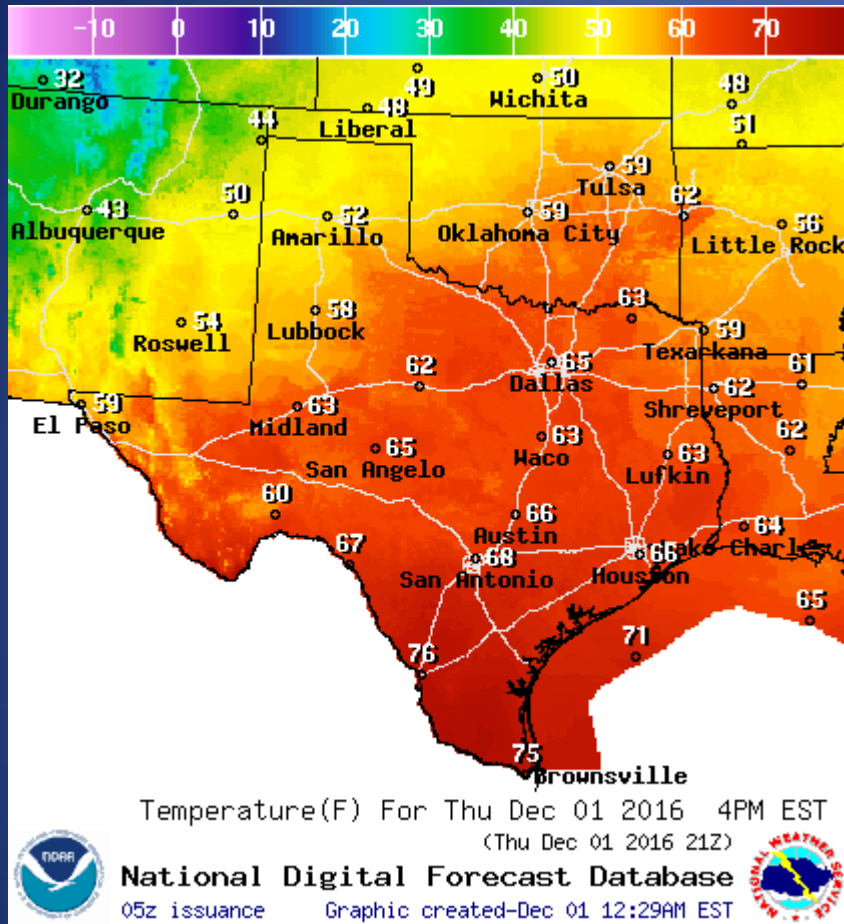 -10 0 10 20 30 40 50 60 70
32 49 50 48
Durango Wichita
48
Liberal
44 51
59
Tulsa
43 50 52 59 62 56
Albuquerque Amarillo Oklahoma City Little Rock
54 58 63 59
Roswell Lubbock Texarkana
62 65 61
Dallas
59 63 62
El Paso Midland Shreveport
65 63 63 62
San Angelo Waco Lufkin
60 66 64
Austin Lake Charles
67 68 66
San Antonio Houston
65
76 71
75
Brownsville
Temperature(F) For Thu Dec 01 2016 4PM EST
(Thu Dec 01 2016 21Z)
NOAA
NATIONAL WEATHER SERVICE
National Digital Forecast Database
05z issuance Graphic created-Dec 01 12:29AM EST